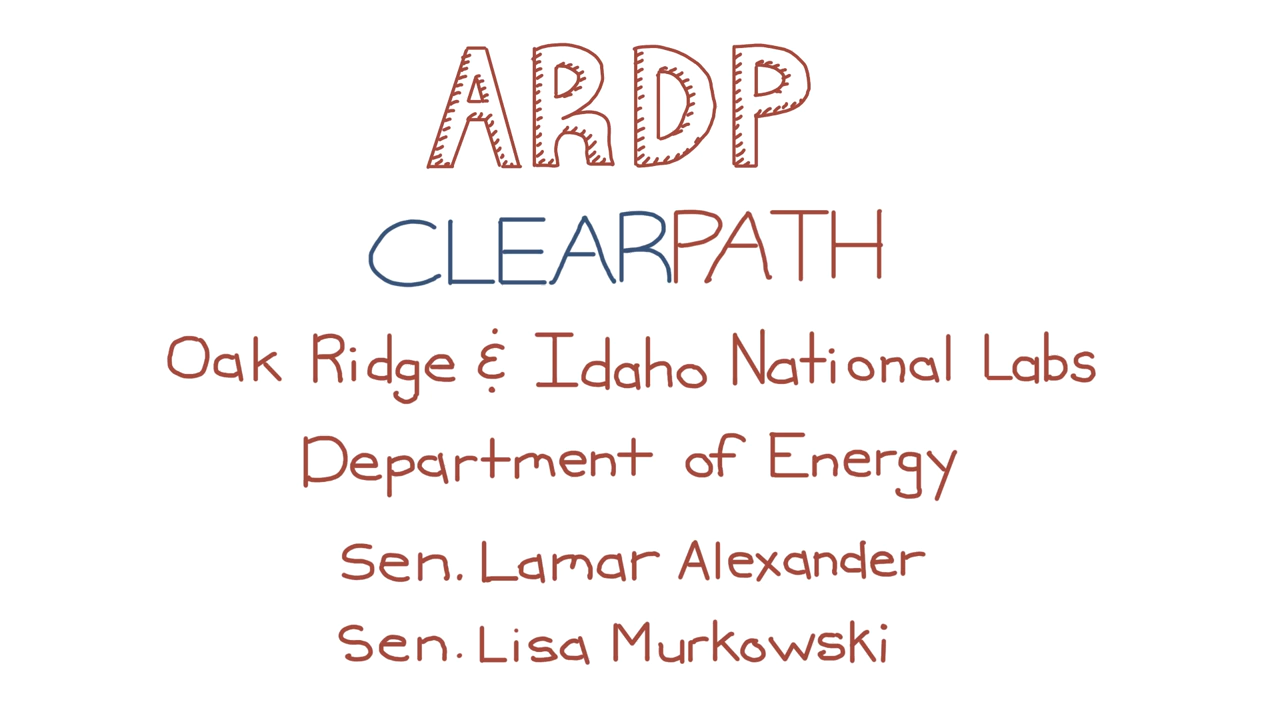 ARDP
CLEARPATH
Oak Ridge & Idaho National Labs
Department of Energy
Sen. Lamar Alexander
Sen. Lisa Murkowski